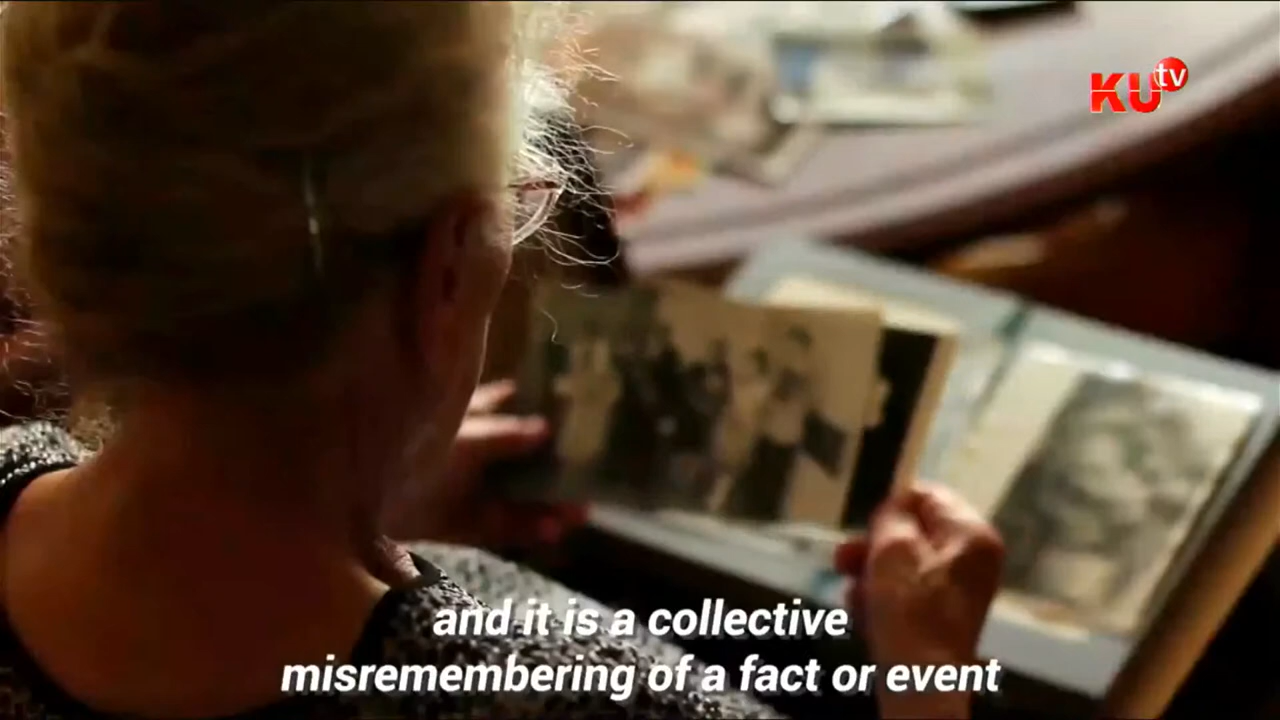 KU tv
and it is a collective
misremembering of a fact or event